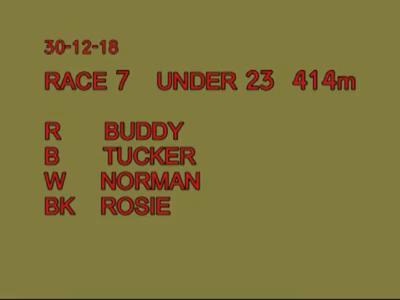 30-12-18
RACE 7 UNDER 23 414m
R BUDDY
B TUCKER
W NORMAN
BK ROSIE